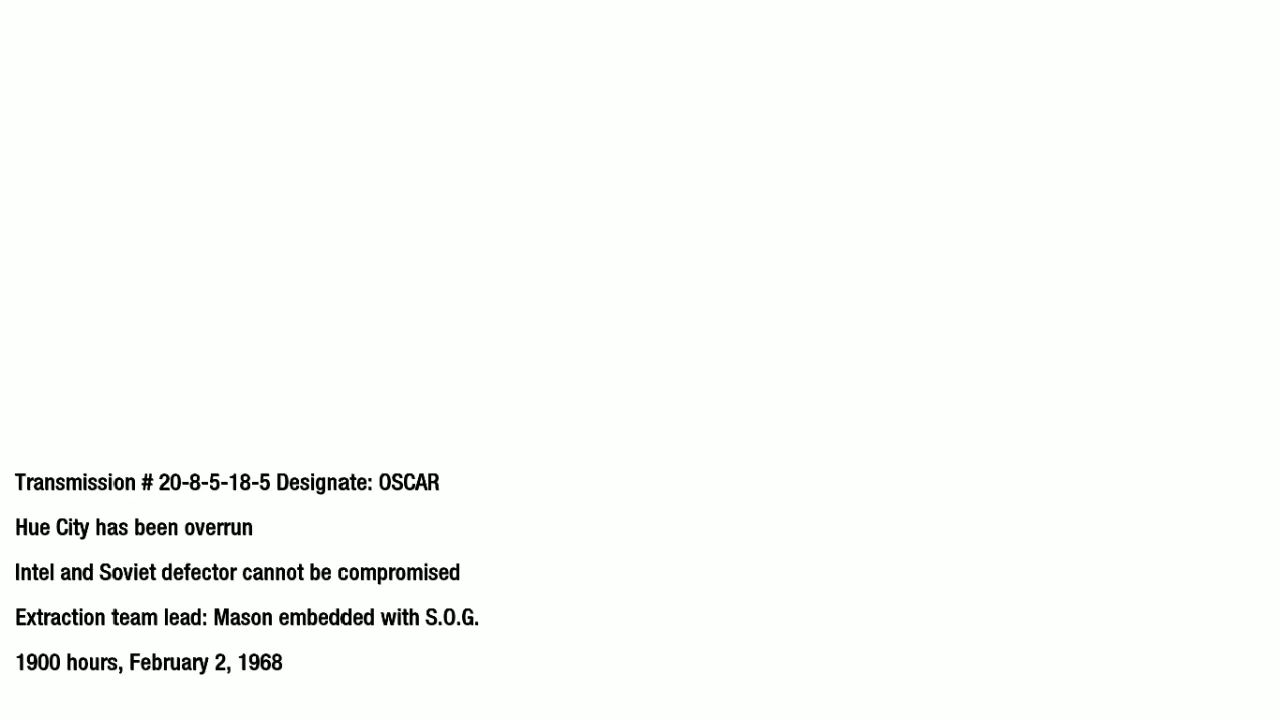 Transmission # 20-8-5-18-5 Designate: OSCAR
Hue City has been overrun
Intel and Soviet defector cannot be compromised
Extraction team lead: Mason embedded with S.O.G.
1900 hours, February 2, 1968